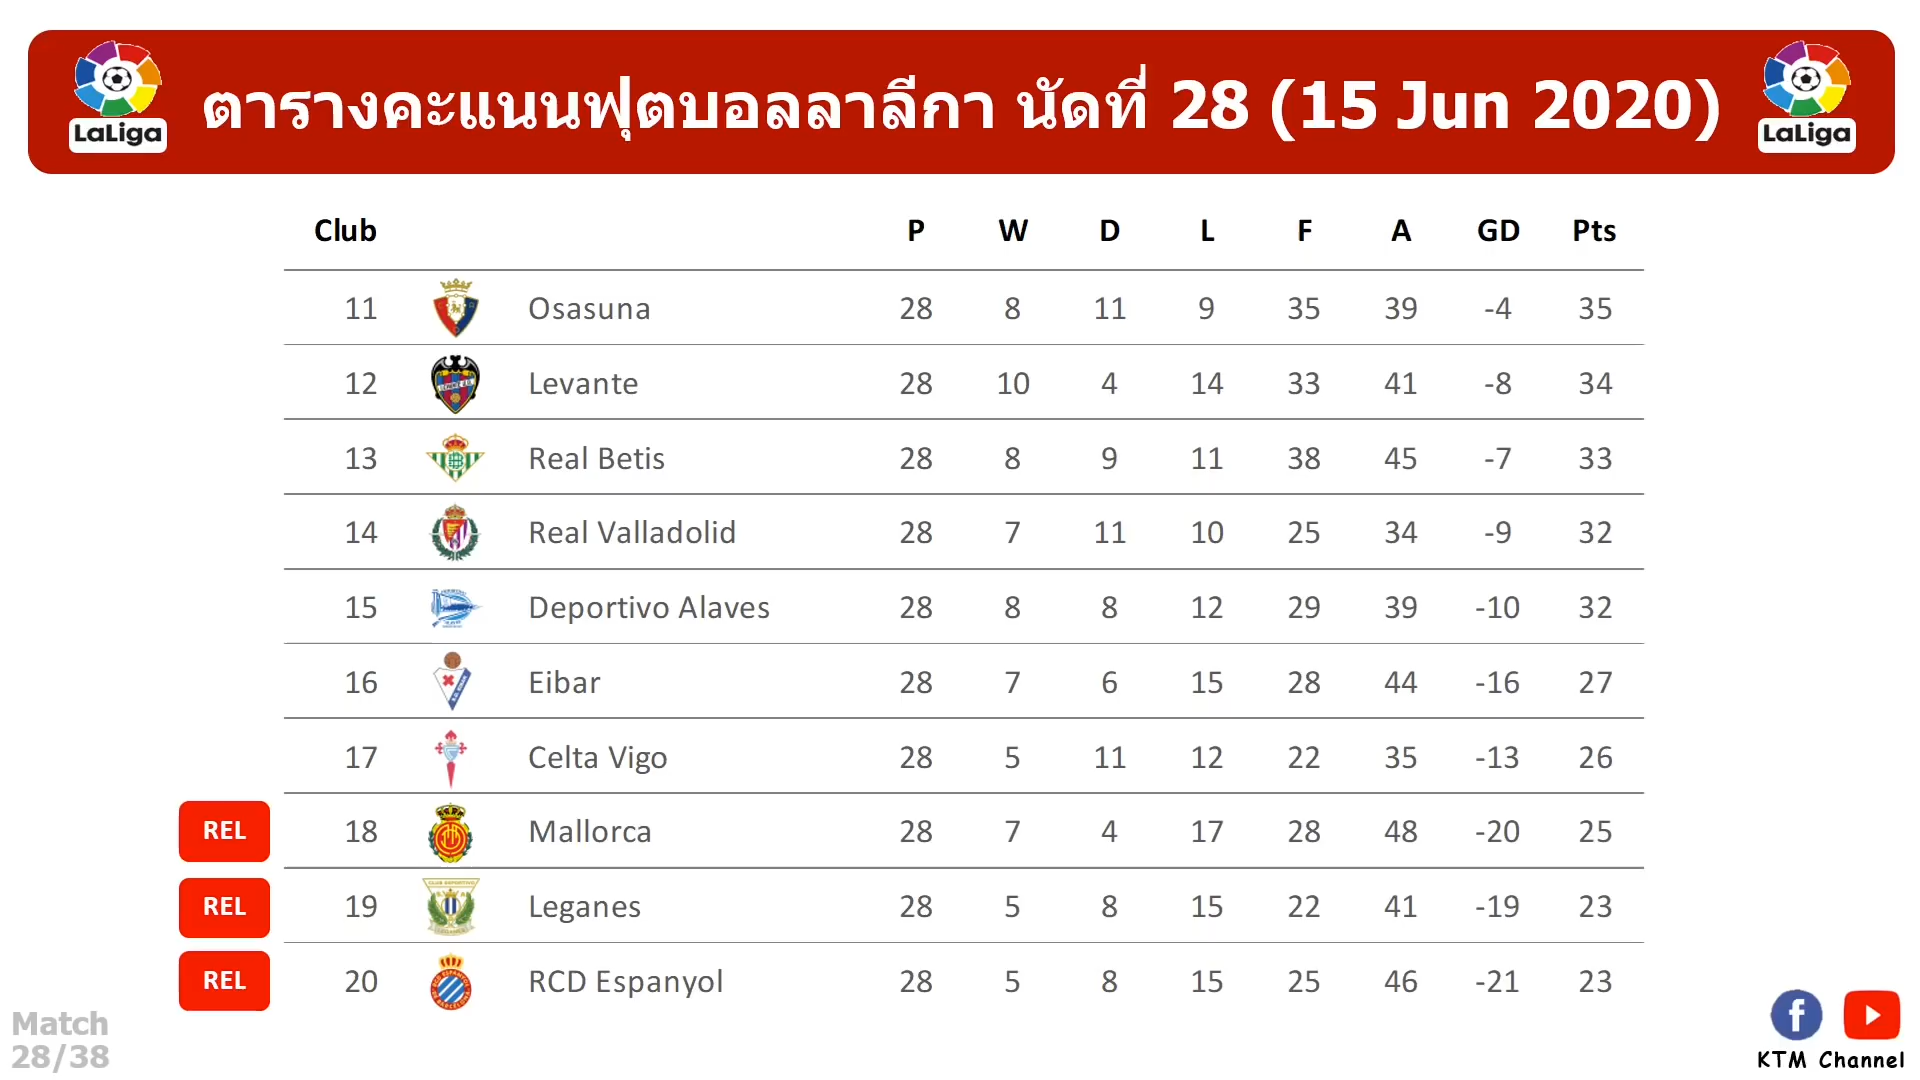 LaLiga
ตารางคะแนนฟุตบอลลาลีกา นัดที่ 28 (15 Jun 2020)
LaLiga
Club P W D L F A GD Pts
11 Osasuna 28 8 11 9 35 39 -4 35
12 Levante 28 10 4 14 33 41 -8 34
13 Real Betis 28 8 9 11 38 45 -7 33
14 Real Valladolid 28 7 11 10 25 34 -9 32
15 Deportivo Alaves 28 8 8 12 29 39 -10 32
16 Eibar 28 7 6 15 28 44 -16 27
17 Celta Vigo 28 5 11 12 22 35 -13 26
REL 18 Mallorca 28 7 4 17 28 48 -20 25
REL 19 Leganes 28 5 8 15 22 41 -19 23
REL 20 RCD Espanyol 28 5 8 15 25 46 -21 23
Match
28/38
KTM Channel